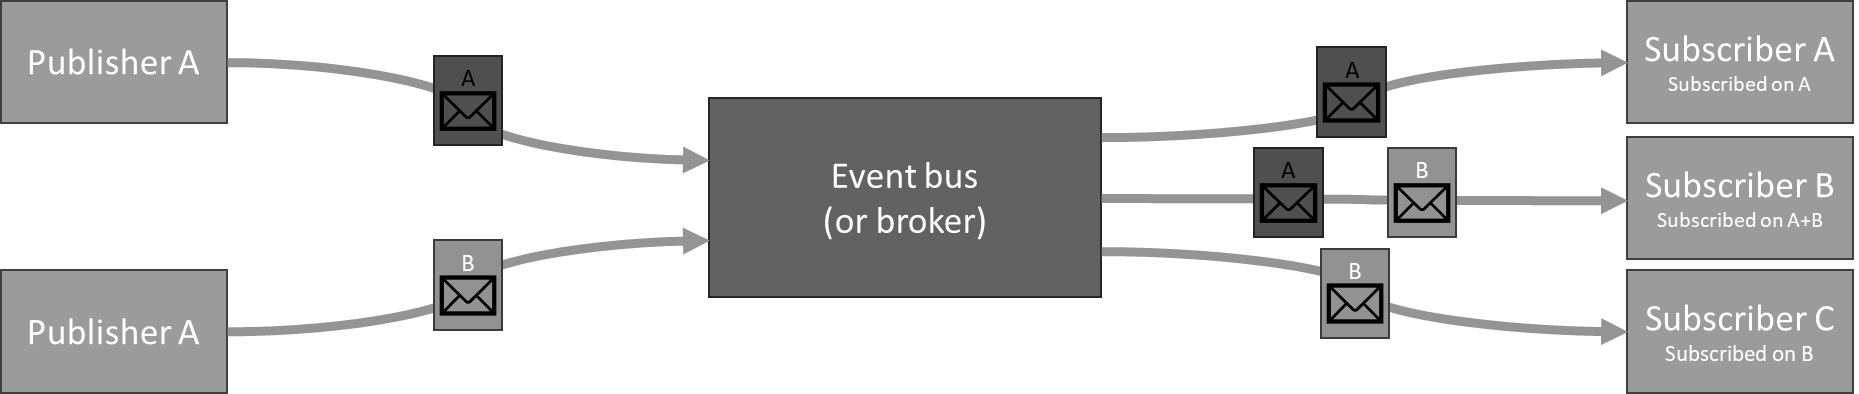 Publisher A
A
Publisher A
B
Event bus
(or broker)
A
A
B
B
Subscriber A
Subscribed on A
Subscriber B
Subscribed on A+B
Subscriber C
Subscribed on B